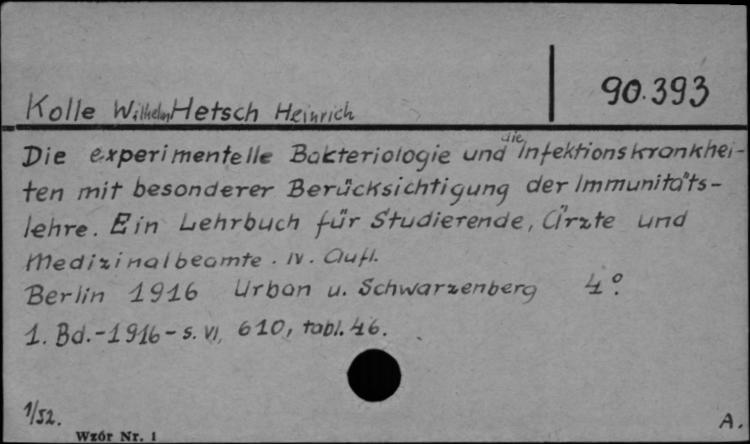 90.393
Kolle Wilhelm Hetsch Heinrich
Die experimentelle Bakteriologie und die Infektionskrankhei-
ten mit besonderer Berücksichtigung der Immunitäts-
lehre. Ein Lehrbuch für Studierende, Ärzte und
Medizinalbeamte. IV. Aufl.
Berlin 1916 Urban u. Schwarzenberg 4°.
1. Bd.-1916- s. VI, 610, tabl. 46.
1/52.
Wzór Nr. 1
A.